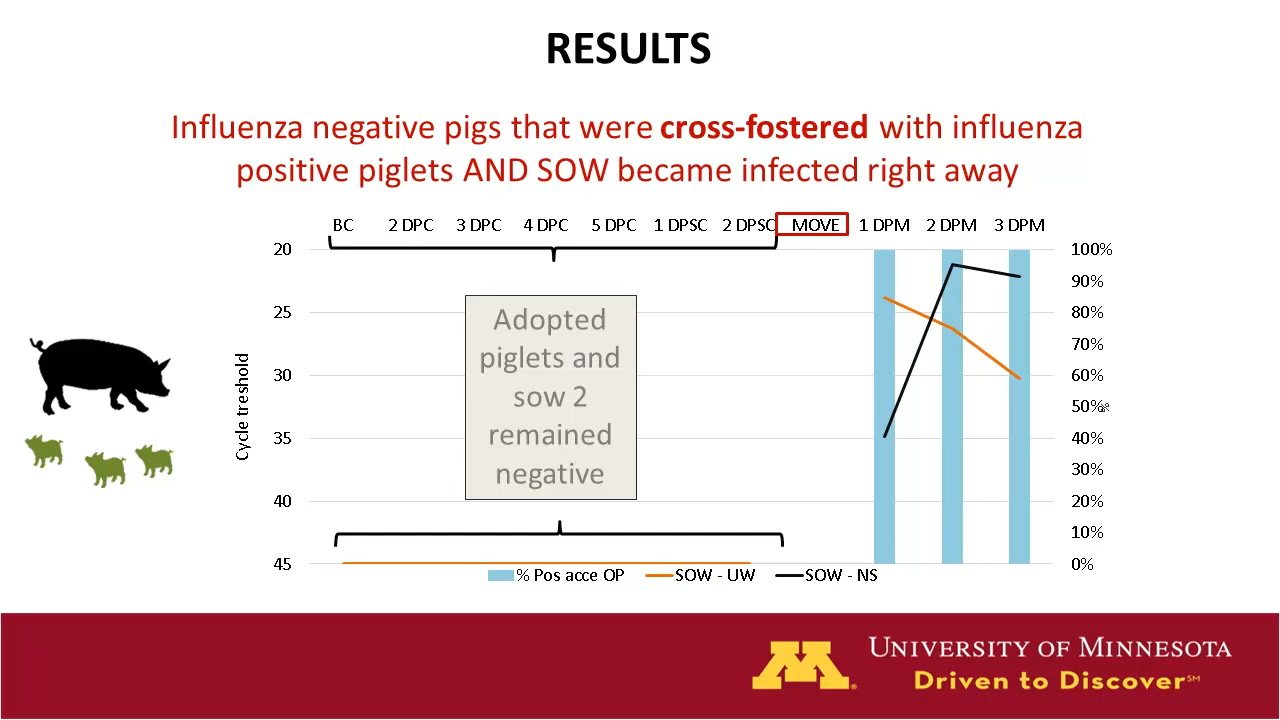 RESULTS
Influenza negative pigs that were cross-fostered with influenza
positive piglets AND SOW became infected right away
BC 2 DPC 3 DPC 4 DPC 5 DPC 1 DPSC 2 DPSC MOVE 1 DPM 2 DPM 3 DPM
20
25
30
35
40
45
Cycle treshold
Adopted
piglets and
sow 2
remained
negative
100%
90%
80%
70%
60%
50%
40%
30%
20%
10%
0%
% Pos acce OP SOW - UW SOW - NS
UNIVERSITY OF MINNESOTA
Driven to Discover℠